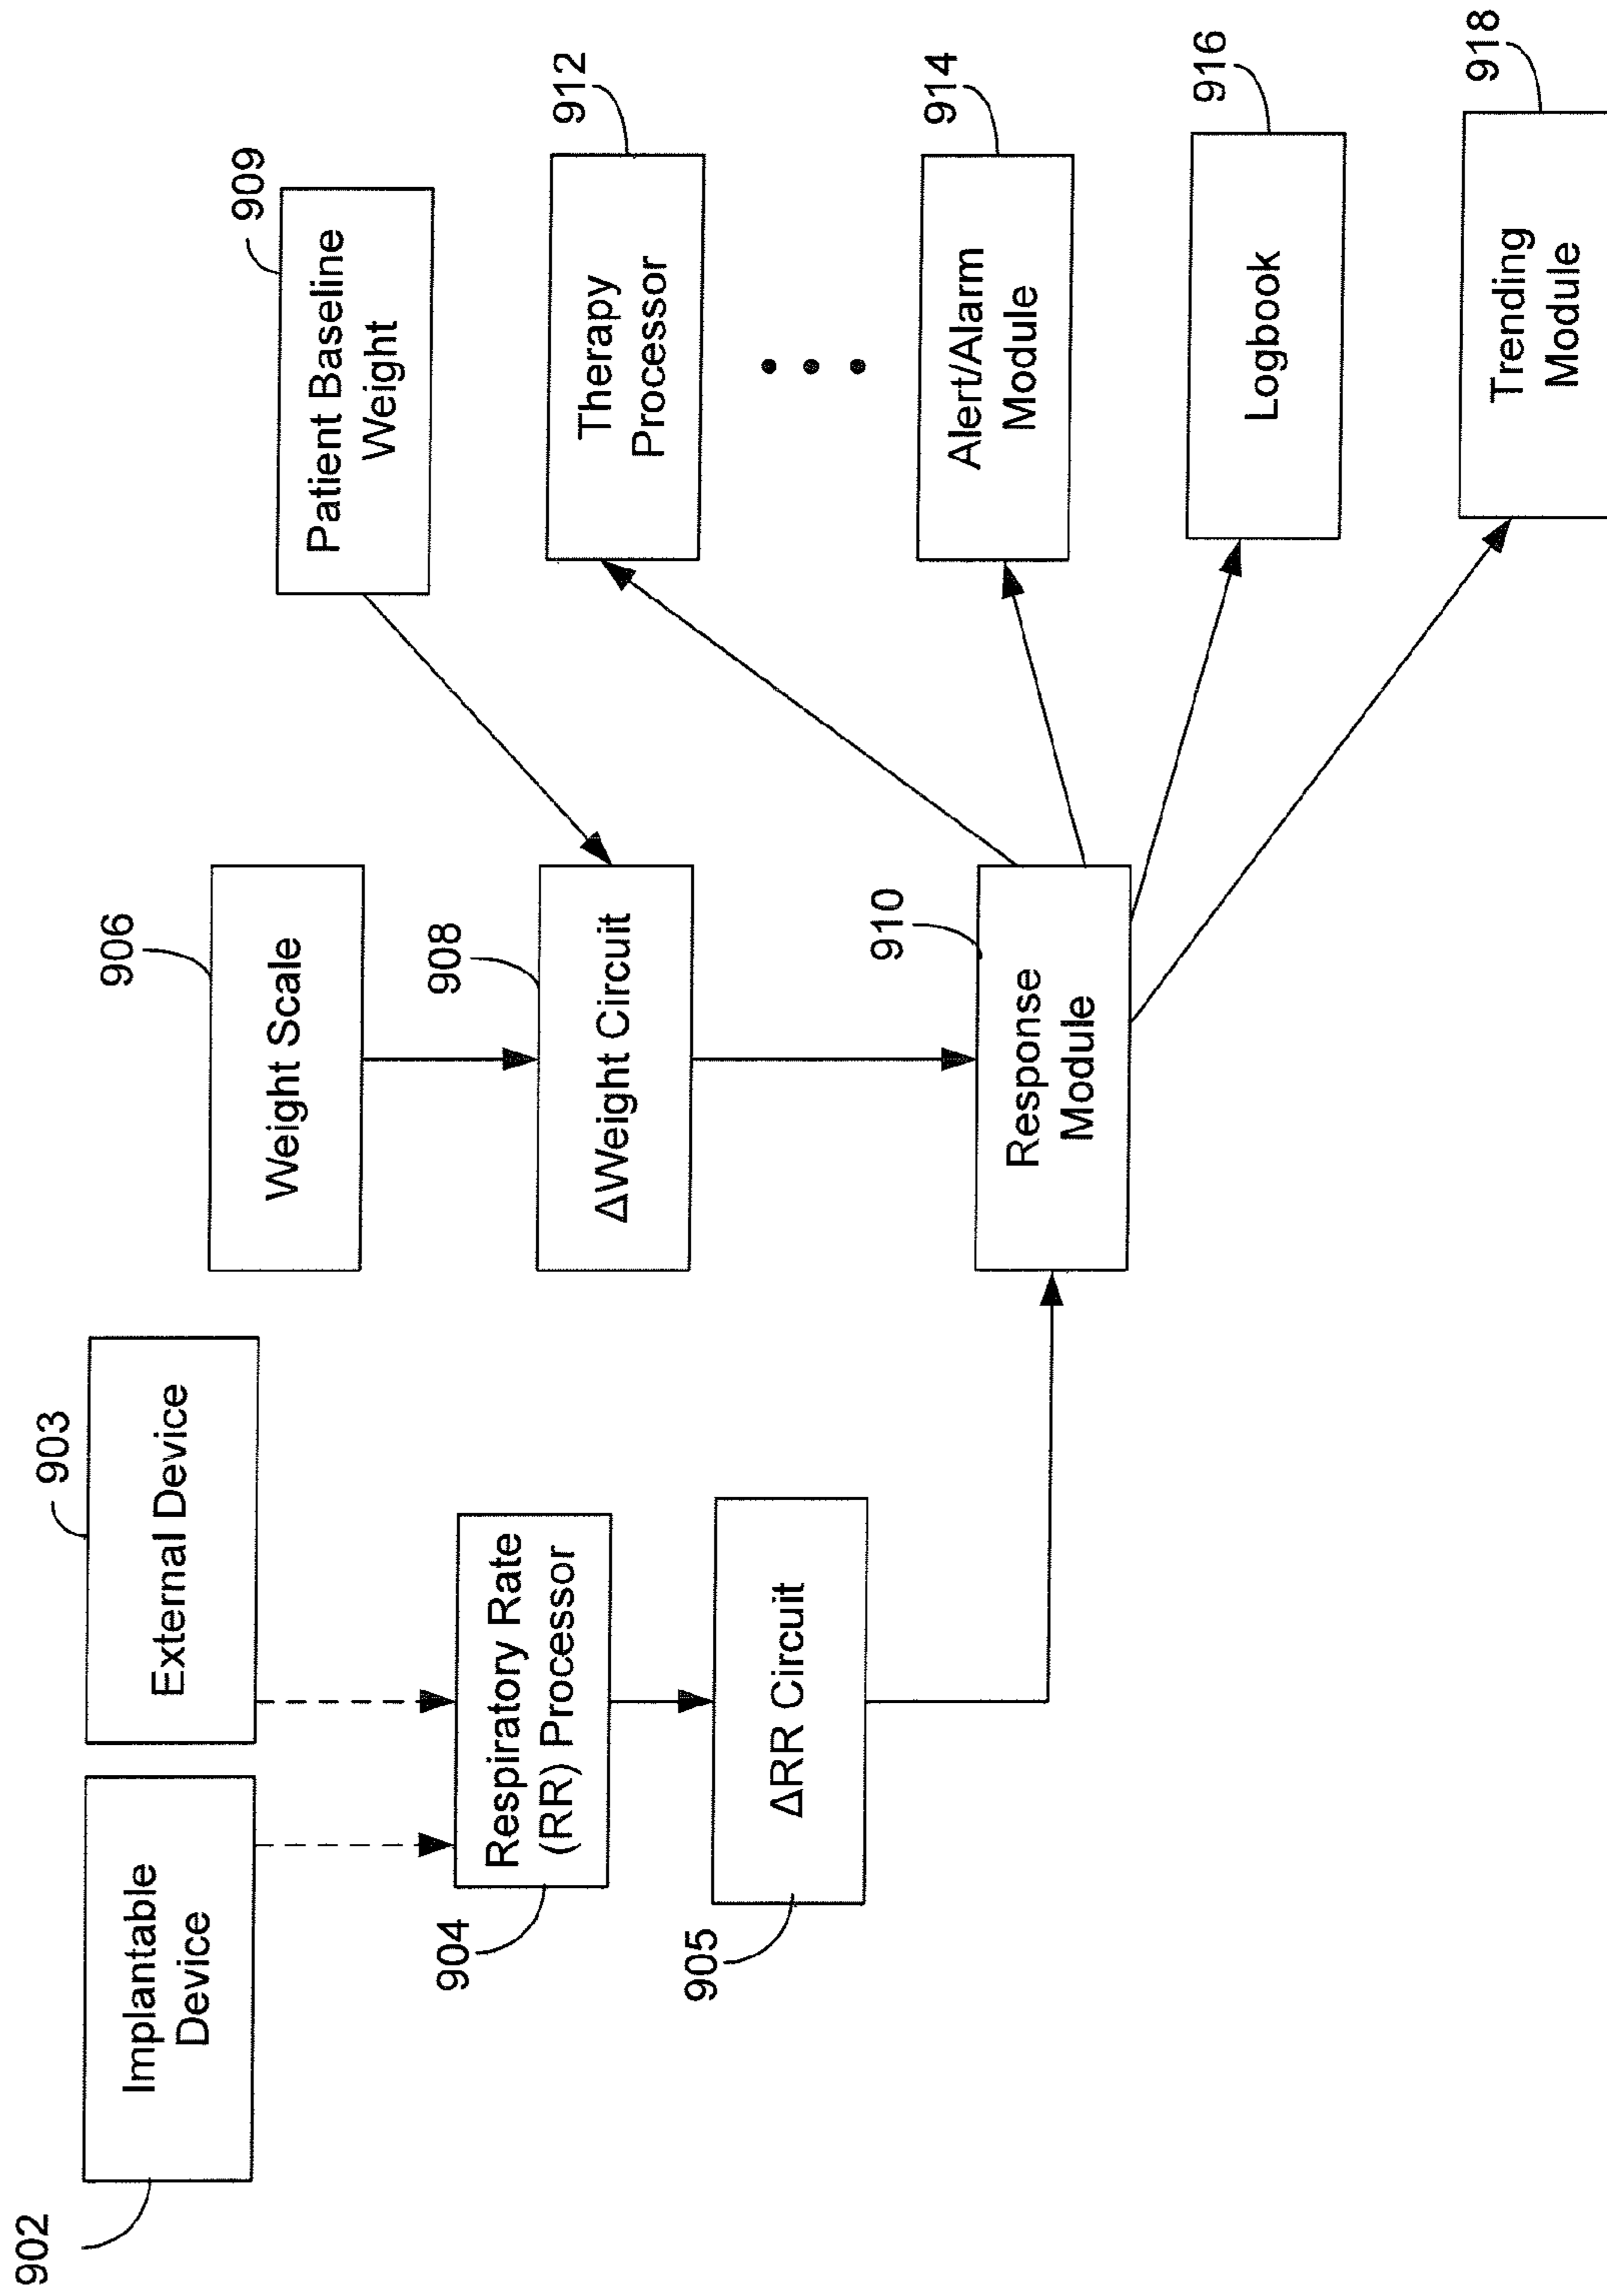 902
Implantable
Device
903
External Device
904
Respiratory Rate
(RR) Processor
905
ΔRR Circuit
906
Weight Scale
908
ΔWeight Circuit
909
Patient Baseline
Weight
910
Response
Module
912
Therapy
Processor
914
Alert/Alarm
Module
916
Logbook
918
Trending
Module